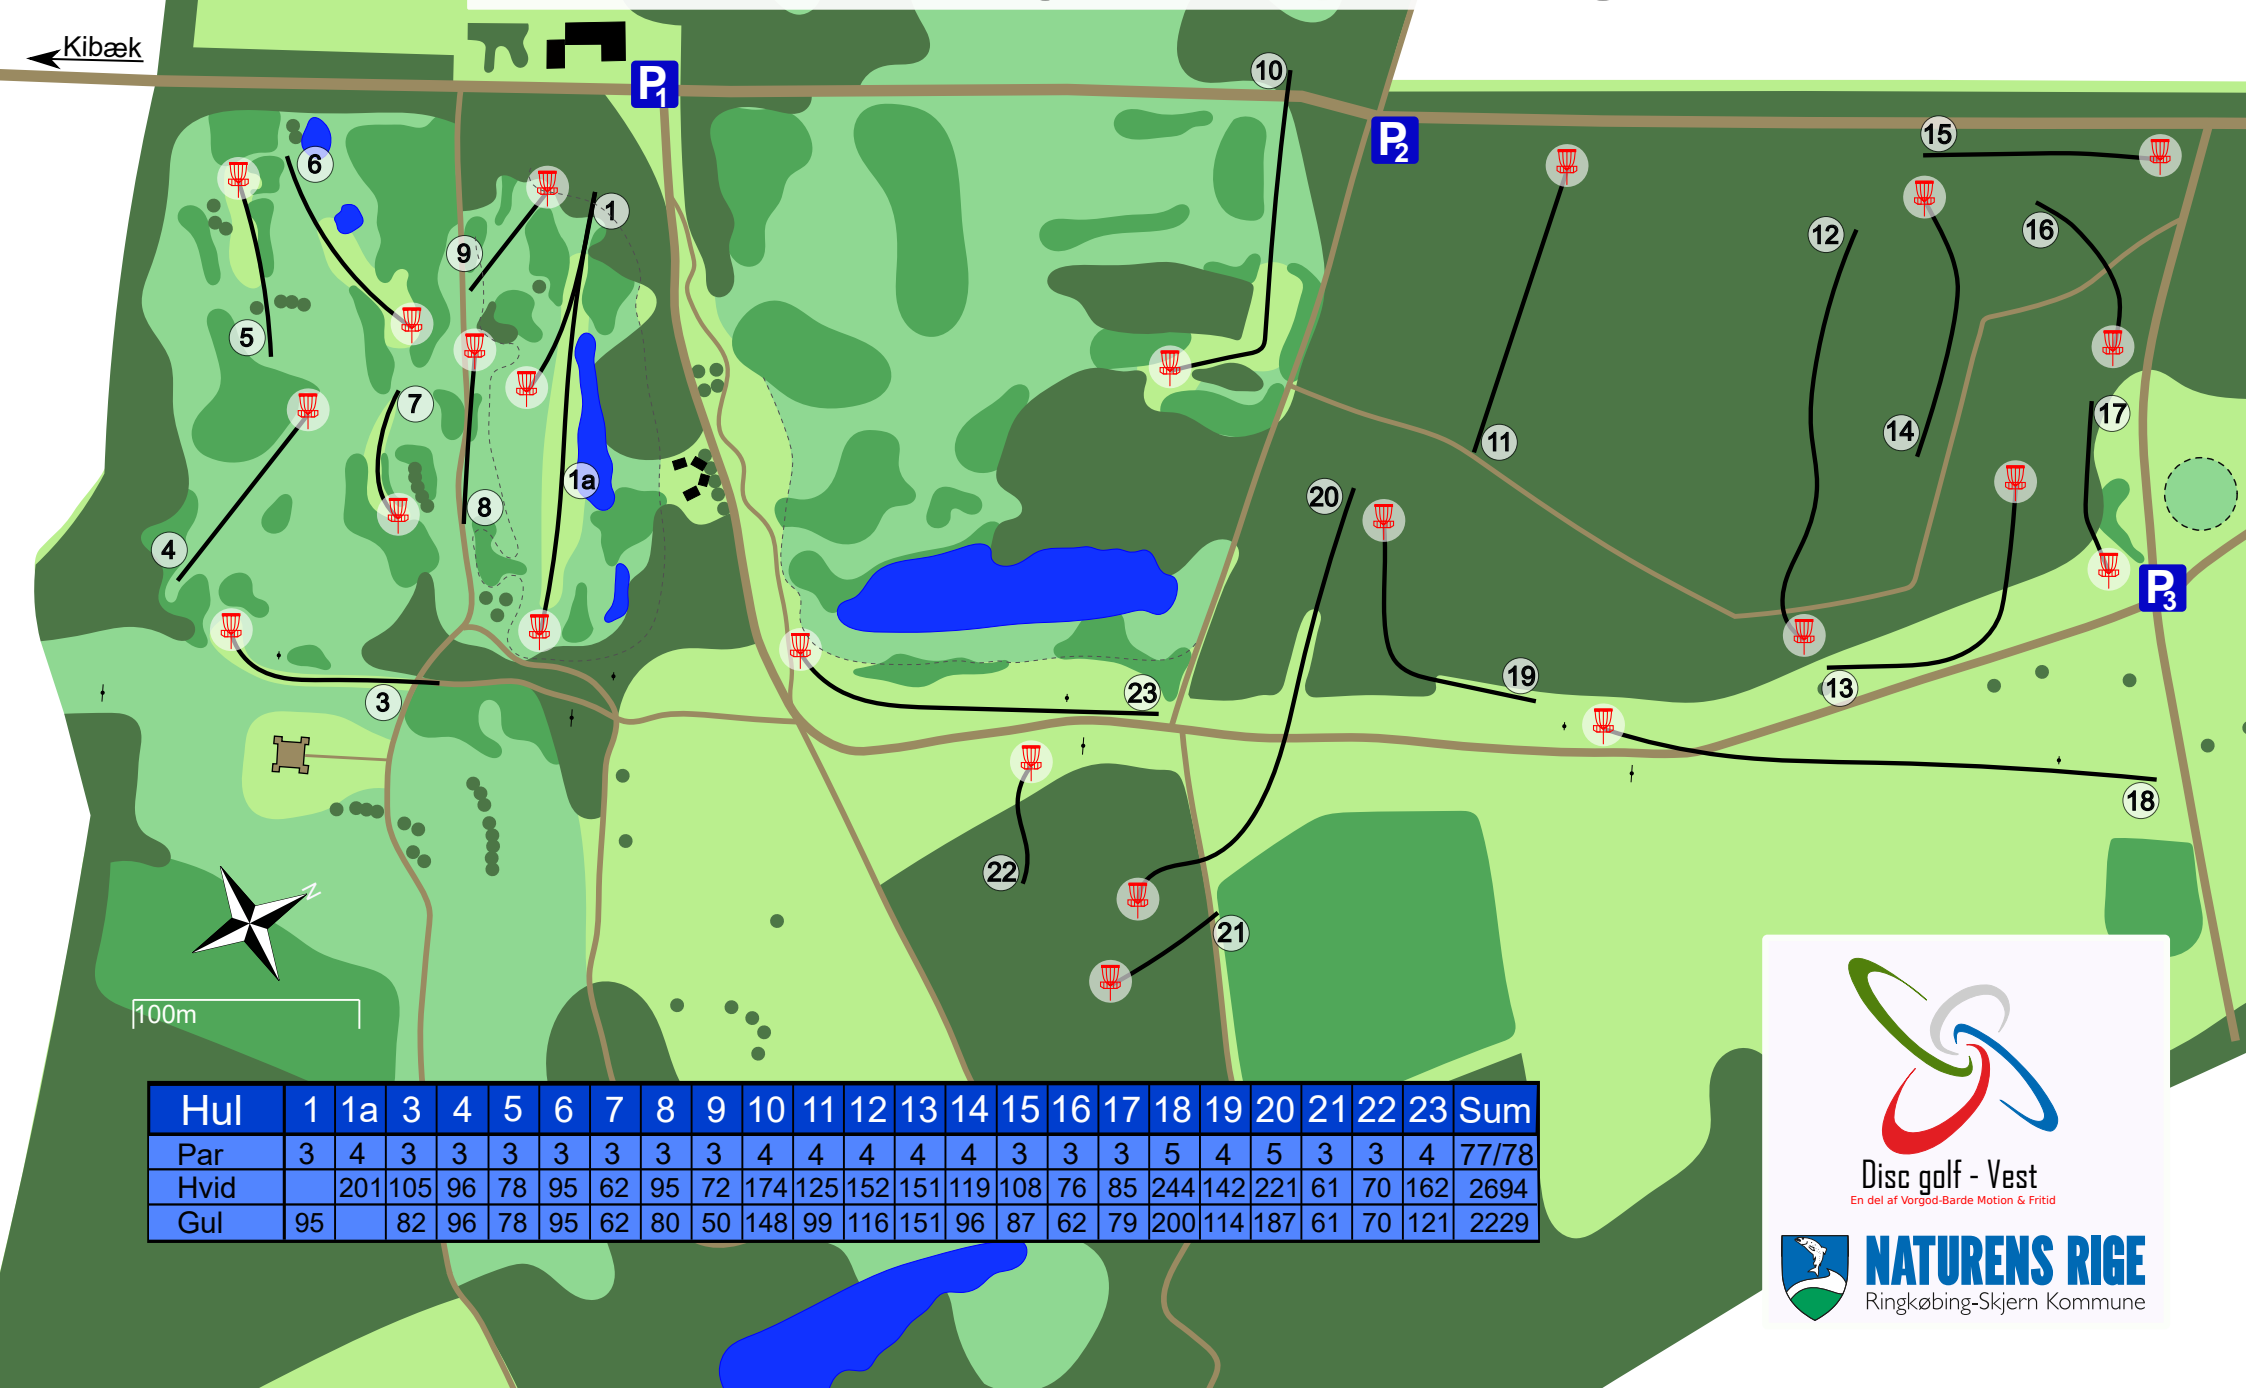 Kibæk
P1
10
P2
15
6
1
9
12
16
5
7
17
14
11
1a
20
8
4
P3
19
13
23
3
18
22
21
N
100m
Hul 1 1a 3 4 5 6 7 8 9 10 11 12 13 14 15 16 17 18 19 20 21 22 23 Sum
Par 3 4 3 3 3 3 3 3 3 4 4 4 4 4 3 3 3 5 4 5 3 3 4 77/78
Hvid 201 105 96 78 95 62 95 72 174 125 152 151 119 108 76 85 244 142 221 61 70 162 2694
Gul 95 82 96 78 95 62 80 50 148 99 116 151 96 87 62 79 200 114 187 61 70 121 2229
Disc golf - Vest
En del af Vorgod-Barde Motion & Fritid
NATURENS RIGE
Ringkøbing-Skjern Kommune